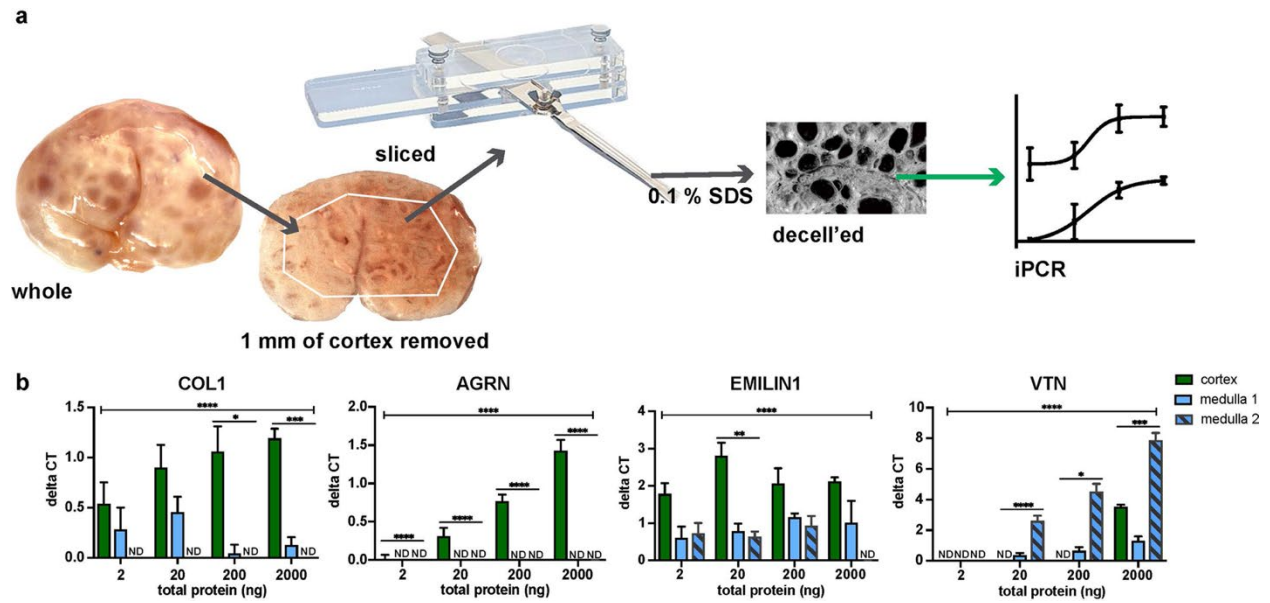 a
whole
1 mm of cortex removed
sliced
0.1 % SDS
decell'ed
iPCR
b
COL1
delta CT
1.5
1.0
0.5
0.0
****
*
***
ND
ND
ND
ND
2
20
200
2000
total protein (ng)
AGRN
delta CT
2.0
1.5
1.0
0.5
0.0
****
****
****
****
****
ND ND
ND ND
ND ND
ND ND
2
20
200
2000
total protein (ng)
EMILIN1
delta CT
4
3
2
1
0
****
**
ND
2
20
200
2000
total protein (ng)
VTN
delta CT
10
8
6
4
2
0
****
****
*
***
NDNDND
ND
ND
2
20
200
2000
total protein (ng)
cortex
medulla 1
medulla 2